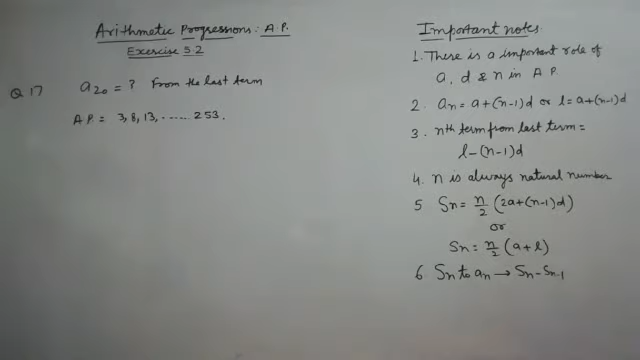 Arithmetic Progressions: A.P.
Exercise 5.2
Q 17 a₂₀ = ? From the last term
A.P. = 3, 8, 13, ...... 253.
Important notes
1. There is a important role of
a, d & n in A.P.
2. aₙ = a+(n-1)d or l = a+(n-1)d
3. nth term from last term =
l-(n-1)d
4. n is always natural number
5 Sₙ = n/2 (2a+(n-1)d)
or
Sₙ = n/2 (a+l)
6. Sₙ to aₙ → Sₙ-Sₙ₋₁